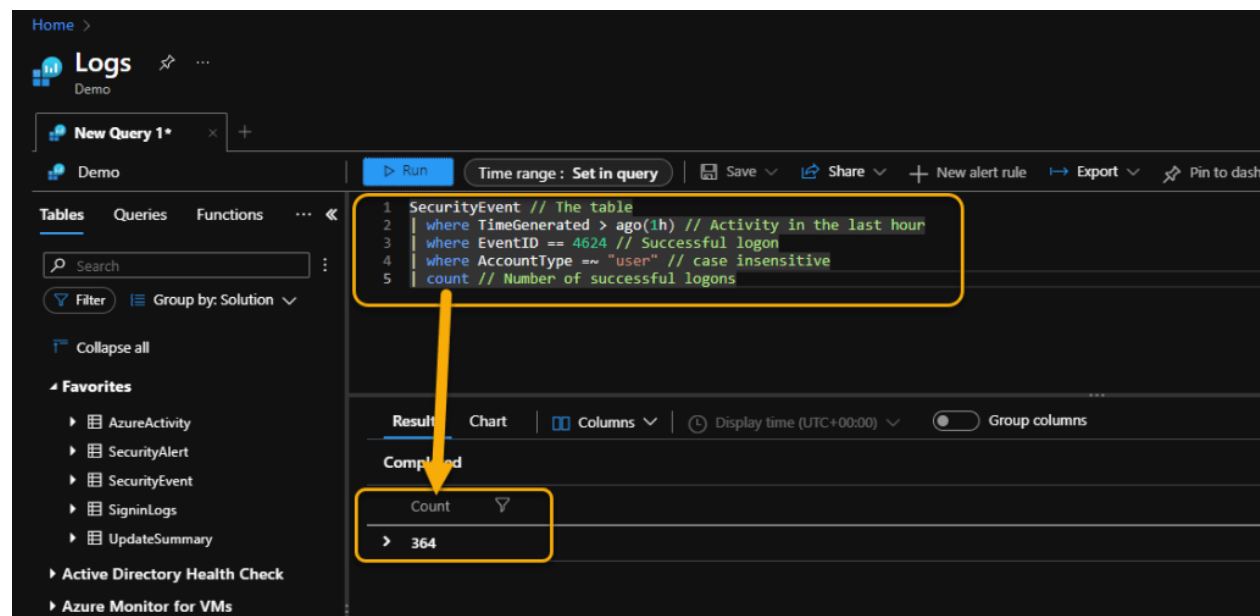 Home >
Logs ...
Demo
New Query 1* × +
Demo
Run Time range : Set in query Save Share New alert rule Export Pin to dash
Tables Queries Functions ... «
Search
Filter Group by: Solution
Collapse all
Favorites
AzureActivity
SecurityAlert
SecurityEvent
SigninLogs
UpdateSummary
Active Directory Health Check
Azure Monitor for VMs
1 SecurityEvent // The table
2 | where TimeGenerated > ago(1h) // Activity in the last hour
3 | where EventID == 4624 // Successful logon
4 | where AccountType =~ "user" // case insensitive
5 | count // Number of successful logons
Results Chart Columns Display time (UTC+00:00) Group columns
Completed
Count
> 364